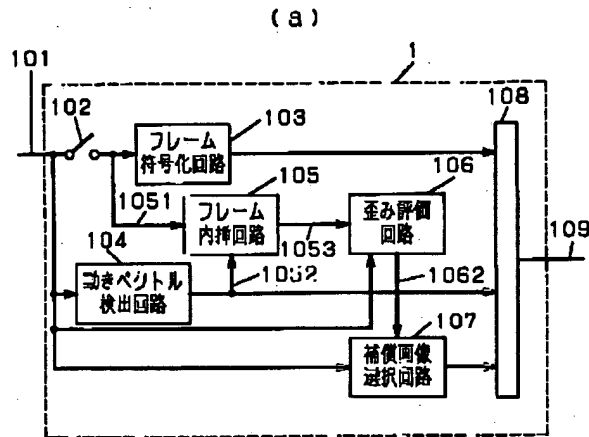 (a)
101
1
102
108
フレーム
符号化回路
103
105
106
1051
フレーム
内挿回路
1053
歪み評価
回路
104
109
動きベクトル
検出回路
1052
1062
107
補償画像
選択回路